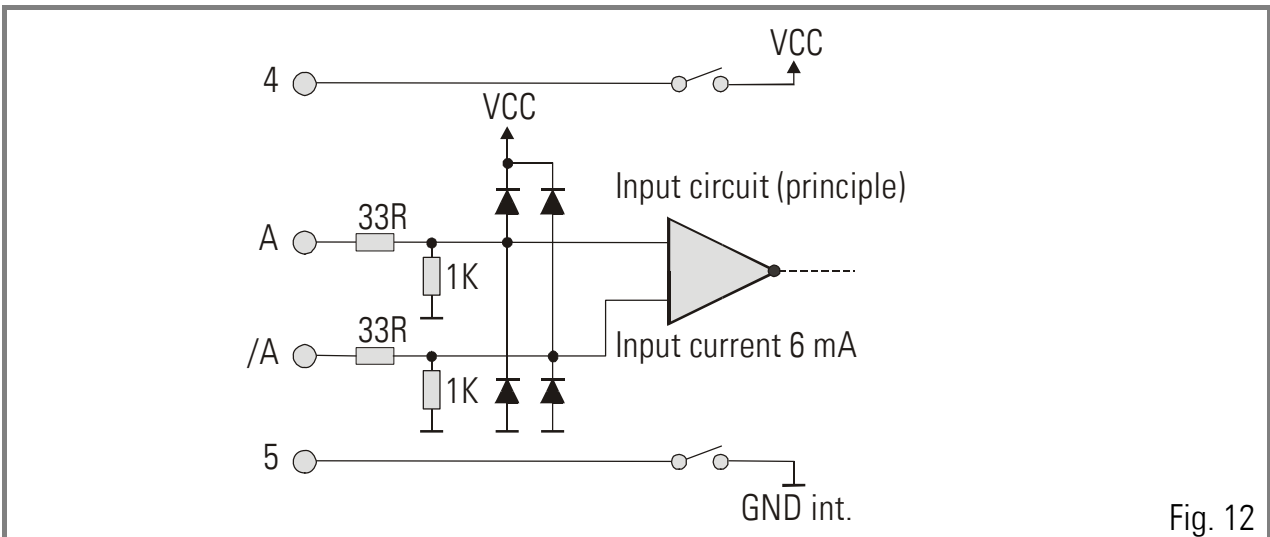 VCC
4
VCC
Input circuit (principle)
33R
A
1K
33R
/A
Input current 6 mA
1K
5
GND int.
Fig. 12